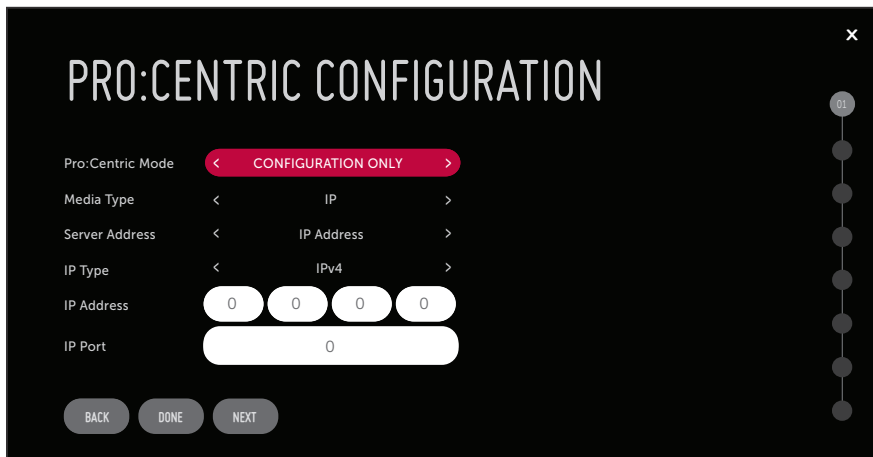 X
PRO:CENTRIC CONFIGURATION
01
Pro:Centric Mode < CONFIGURATION ONLY >
Media Type < IP >
Server Address < IP Address >
IP Type < IPv4 >
IP Address 0 0 0 0
IP Port 0
BACK DONE NEXT